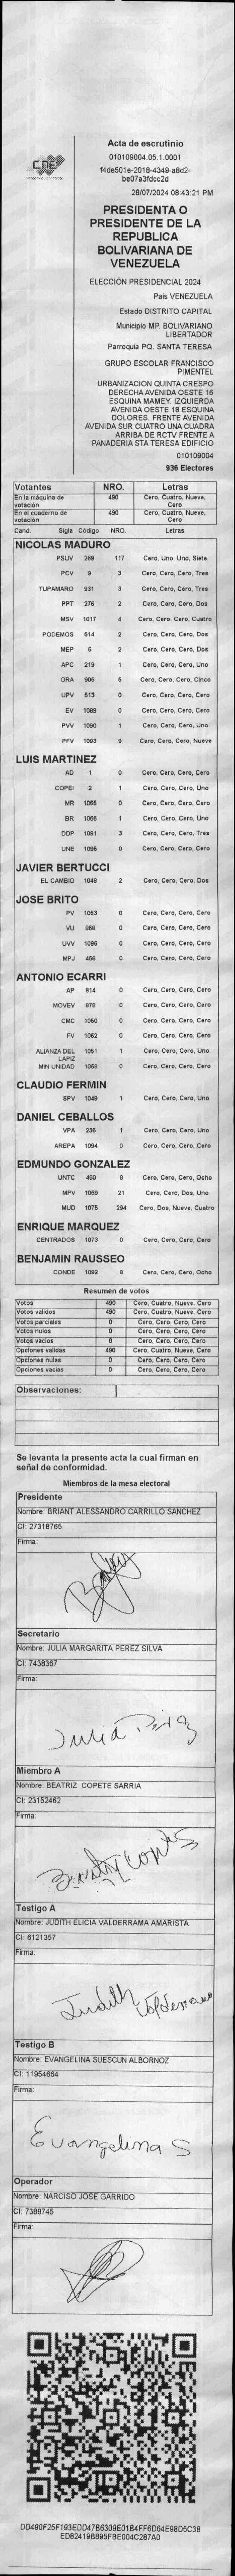 CNE
Acta de escrutinio
010109004.05.1.0001
f4de501e-2018-4349-a8d2-
be07a3fdcc2d
28/07/2024 08:43:21 PM
PRESIDENTA O
PRESIDENTE DE LA
REPUBLICA
BOLIVARIANA DE
VENEZUELA
ELECCIÓN PRESIDENCIAL 2024
País VENEZUELA
Estado DISTRITO CAPITAL
Municipio MP. BOLIVARIANO
LIBERTADOR
Parroquia PQ. SANTA TERESA
GRUPO ESCOLAR FRANCISCO
PIMENTEL
URBANIZACION QUINTA CRESPO
DERECHA AVENIDA OESTE 16
ESQUINA MAMEY. IZQUIERDA
AVENIDA OESTE 18 ESQUINA
DOLORES. FRENTE AVENIDA
AVENIDA SUR CUATRO UNA CUADRA
ARRIBA DE RCTV FRENTE A
PANADERIA STA TERESA EDIFICIO
010109004
936 Electores
Votantes NRO. Letras
En la máquina de votación 490 Cero, Cuatro, Nueve, Cero
En el cuaderno de votación 490 Cero, Cuatro, Nueve, Cero
Cand. Sigla Código NRO. Letras
NICOLAS MADURO
PSUV 268 117 Cero, Uno, Uno, Siete
PCV 9 3 Cero, Cero, Cero, Tres
TUPAMARO 931 3 Cero, Cero, Cero, Tres
PPT 276 2 Cero, Cero, Cero, Dos
MSV 1017 4 Cero, Cero, Cero, Cuatro
PODEMOS 514 2 Cero, Cero, Cero, Dos
MEP 6 2 Cero, Cero, Cero, Dos
APC 219 1 Cero, Cero, Cero, Uno
ORA 906 5 Cero, Cero, Cero, Cinco
UPV 613 0 Cero, Cero, Cero, Cero
EV 1089 0 Cero, Cero, Cero, Cero
PVV 1090 1 Cero, Cero, Cero, Uno
PFV 1093 9 Cero, Cero, Cero, Nueve
LUIS MARTINEZ
AD 1 0 Cero, Cero, Cero, Cero
COPEI 2 1 Cero, Cero, Cero, Uno
MR 1065 0 Cero, Cero, Cero, Cero
BR 1066 1 Cero, Cero, Cero, Uno
DDP 1091 3 Cero, Cero, Cero, Tres
UNE 1095 0 Cero, Cero, Cero, Cero
JAVIER BERTUCCI
EL CAMBIO 1048 2 Cero, Cero, Cero, Dos
JOSE BRITO
PV 1053 0 Cero, Cero, Cero, Cero
VU 968 0 Cero, Cero, Cero, Cero
UVV 1096 0 Cero, Cero, Cero, Cero
MPJ 456 0 Cero, Cero, Cero, Cero
ANTONIO ECARRI
AP 814 0 Cero, Cero, Cero, Cero
MOVEV 978 0 Cero, Cero, Cero, Cero
CMC 1050 0 Cero, Cero, Cero, Cero
FV 1062 0 Cero, Cero, Cero, Cero
ALIANZA DEL LAPIZ 1051 1 Cero, Cero, Cero, Uno
MIN UNIDAD 1068 0 Cero, Cero, Cero, Cero
CLAUDIO FERMIN
SPV 1049 1 Cero, Cero, Cero, Uno
DANIEL CEBALLOS
VPA 236 1 Cero, Cero, Cero, Uno
AREPA 1094 0 Cero, Cero, Cero, Cero
EDMUNDO GONZALEZ
UNTC 460 8 Cero, Cero, Cero, Ocho
MPV 1069 21 Cero, Cero, Dos, Uno
MUD 1075 294 Cero, Dos, Nueve, Cuatro
ENRIQUE MARQUEZ
CENTRADOS 1073 0 Cero, Cero, Cero, Cero
BENJAMIN RAUSSEO
CONDE 1092 8 Cero, Cero, Cero, Ocho
Resumen de votos
Votos 490 Cero, Cuatro, Nueve, Cero
Votos válidos 490 Cero, Cuatro, Nueve, Cero
Votos parciales 0 Cero, Cero, Cero, Cero
Votos nulos 0 Cero, Cero, Cero, Cero
Votos vacíos 0 Cero, Cero, Cero, Cero
Opciones válidas 490 Cero, Cuatro, Nueve, Cero
Opciones nulas 0 Cero, Cero, Cero, Cero
Opciones vacías 0 Cero, Cero, Cero, Cero
Observaciones:
Se levanta la presente acta la cual firman en
señal de conformidad.
Miembros de la mesa electoral
Presidente
Nombre: BRIANT ALESSANDRO CARRILLO SANCHEZ
CI: 27318765
Firma:
Secretario
Nombre: JULIA MARGARITA PEREZ SILVA
CI: 7438367
Firma:
Julia Perez
Miembro A
Nombre: BEATRIZ COPETE SARRIA
CI: 23152462
Firma:
Testigo A
Nombre: JUDITH ELICIA VALDERRAMA AMARISTA
CI: 6121357
Firma:
Judith Valderrama
Testigo B
Nombre: EVANGELINA SUESCUN ALBORNOZ
CI: 11954664
Firma:
Evangelina S
Operador
Nombre: NARCISO JOSE GARRIDO
CI: 7388745
Firma:
DD490F25F193EDD47B6309E01B4FF6D64E98D5C38
ED82419B895FBE004C287A0